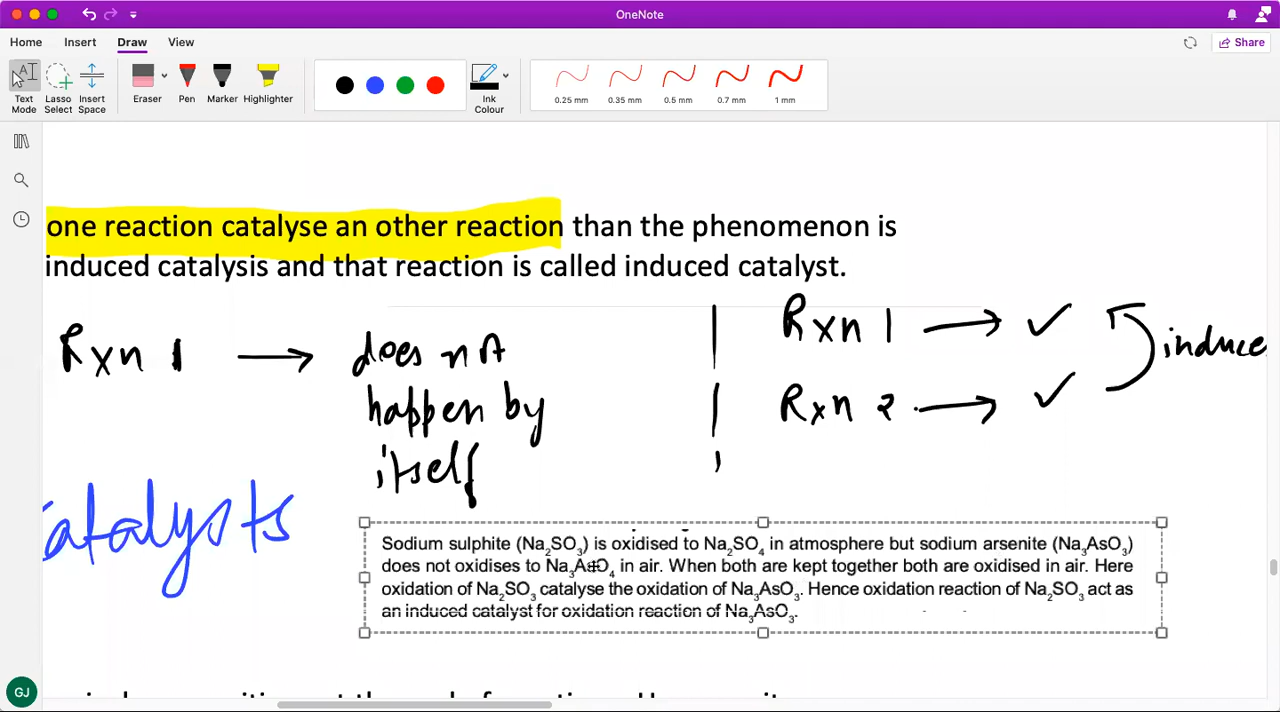 OneNote
Home Insert Draw View
Share
Text Mode
Lasso Select
Insert Space
Eraser
Pen
Marker
Highlighter
Ink Colour
0.25 mm 0.35 mm 0.5 mm 0.7 mm 1 mm
one reaction catalyse an other reaction than the phenomenon is
induced catalysis and that reaction is called induced catalyst.
Rxn 1 → does not
happen by
itself
Rxn 1 → ✓
Rxn 2 → ✓
induce
catalysts
Sodium sulphite (Na₂SO₃) is oxidised to Na₂SO₄ in atmosphere but sodium arsenite (Na₃AsO₃)
does not oxidises to Na₃AsO₄ in air. When both are kept together both are oxidised in air. Here
oxidation of Na₂SO₃ catalyse the oxidation of Na₃AsO₃. Hence oxidation reaction of Na₂SO₃ act as
an induced catalyst for oxidation reaction of Na₃AsO₃.
GJ